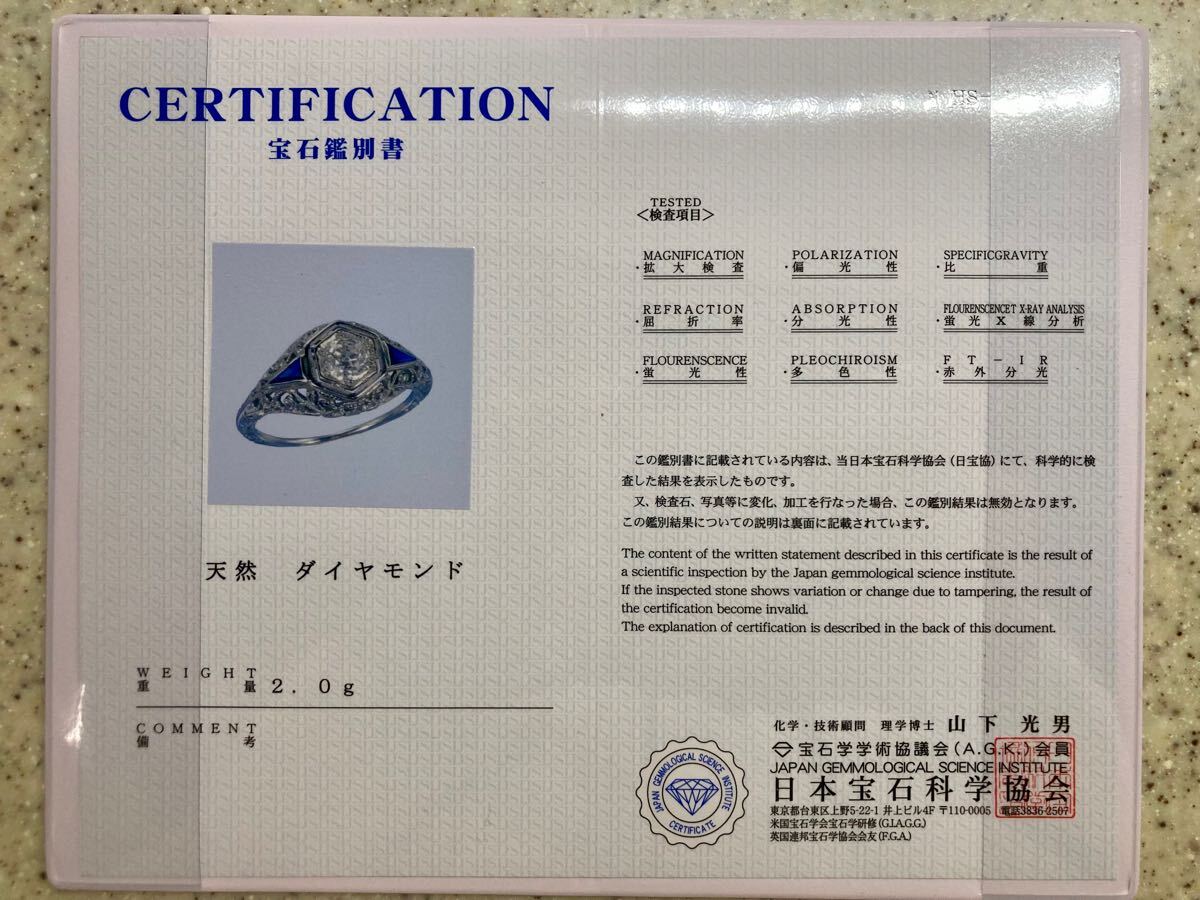 CERTIFICATION
宝石鑑別書
天然 ダイヤモンド
WEIGHT
重量 2.0g
COMMENT
備考
HS-
TESTED
＜検査項目＞
MAGNIFICATION POLARIZATION SPECIFICGRAVITY
・拡大検査 ・偏光性 ・比重
REFRACTION ABSORPTION FLOURENSCENCET X-RAY ANALYSIS
・屈折率 ・分光性 ・蛍光X線分析
FLOURENSCENCE PLEOCHIROISM FT-IR
・蛍光性 ・多色性 ・赤外分光
この鑑別書に記載されている内容は、当日本宝石科学協会（日宝協）にて、科学的に検
査した結果を表示したものです。
又、検査石、写真等に変化、加工を行なった場合、この鑑別結果は無効となります。
この鑑別結果についての説明は裏面に記載されています。
The content of the written statement described in this certificate is the result of
a scientific inspection by the Japan gemmological science institute.
If the inspected stone shows variation or change due to tampering, the result of
the certification become invalid.
The explanation of certification is described in the back of this document.
化学・技術顧問 理学博士 山下光男
宝石学学術協議会（A.G.K.）会員
JAPAN GEMMOLOGICAL SCIENCE INSTITUTE
日本宝石科学協会
東京都台東区上野5-22-1 井上ビル4F 〒110-0005 電話3836-2507
米国宝石学会宝石学研修（G.I.A.G.G.）
英国連邦宝石学協会会友（F.G.A.）
JAPAN GEMMOLOGICAL SCIENCE INSTITUTE
CERTIFICATE